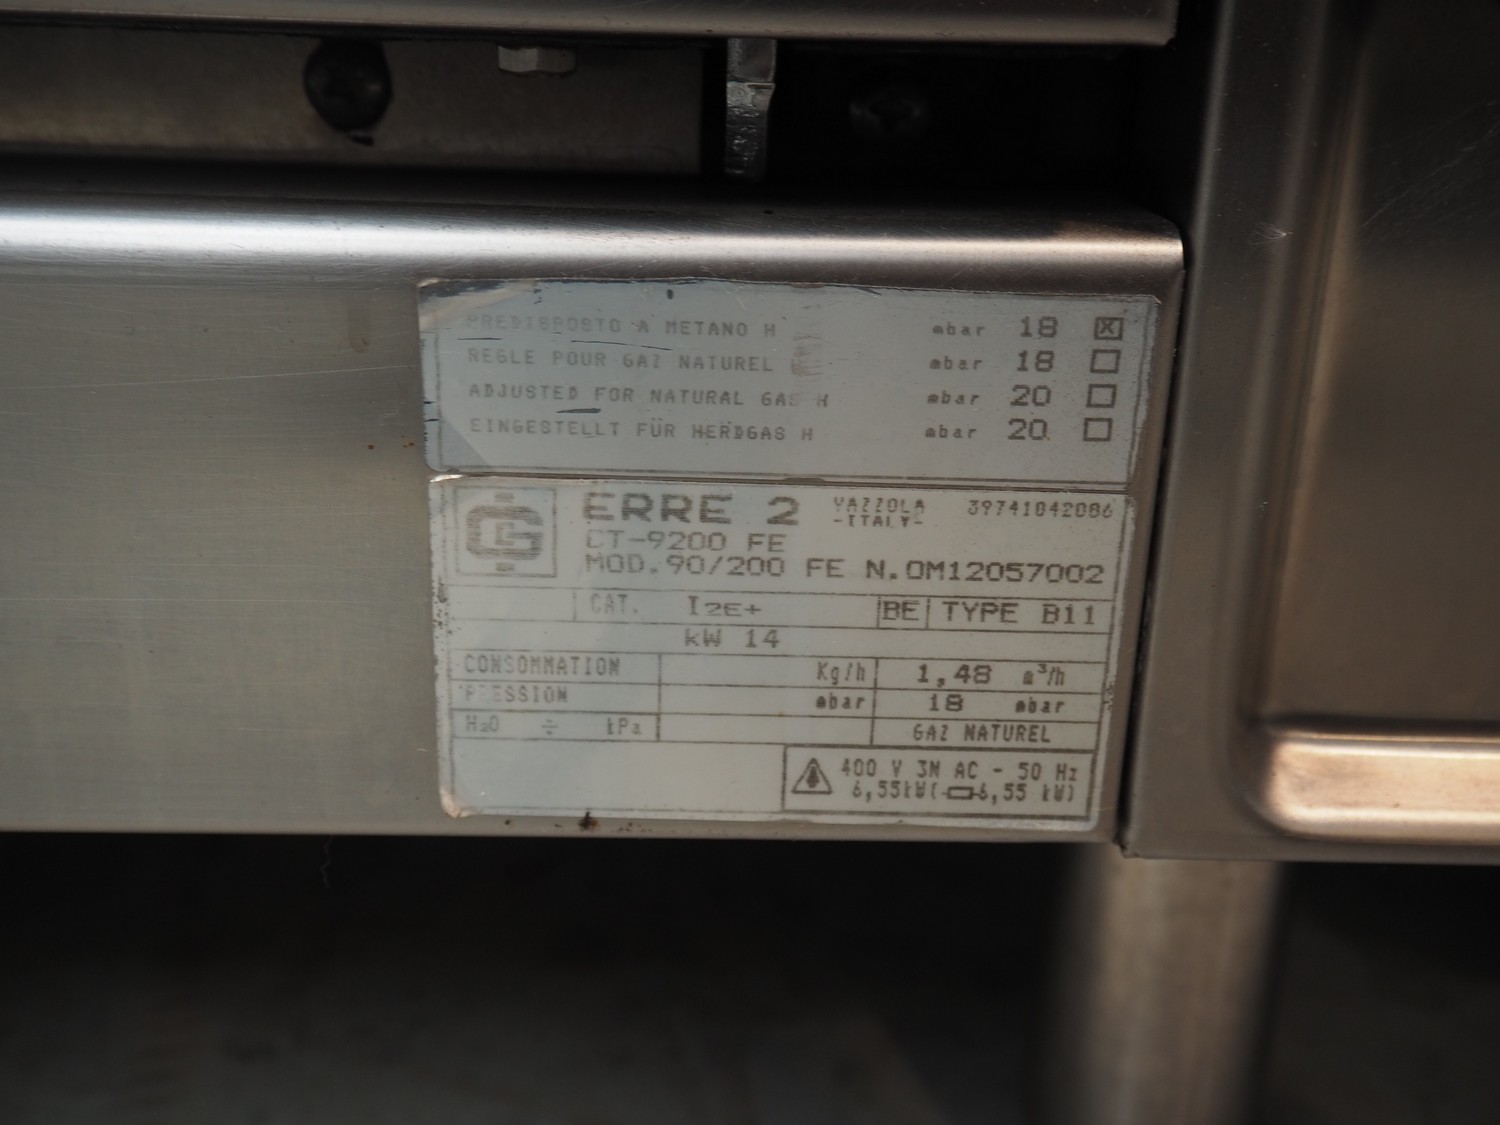 PREDISPOSTO A METANO H mbar 18 ☒
REGLE POUR GAZ NATUREL mbar 18 ☐
ADJUSTED FOR NATURAL GAS H mbar 20 ☐
EINGESTELLT FÜR HERDGAS H mbar 20 ☐
ERRE 2 VAZZOLA 39741042086
-ITALY-
CT-9200 FE
MOD. 90/200 FE N. OM12057002
CAT. I2E+ BE TYPE B11
kW 14
CONSOMMATION Kg/h 1,48 m³/h
PRESSION mbar 18 mbar
H₂O ÷ kPa GAZ NATUREL
400 V 3N AC - 50 Hz
6,55kW( 6,55 kW)